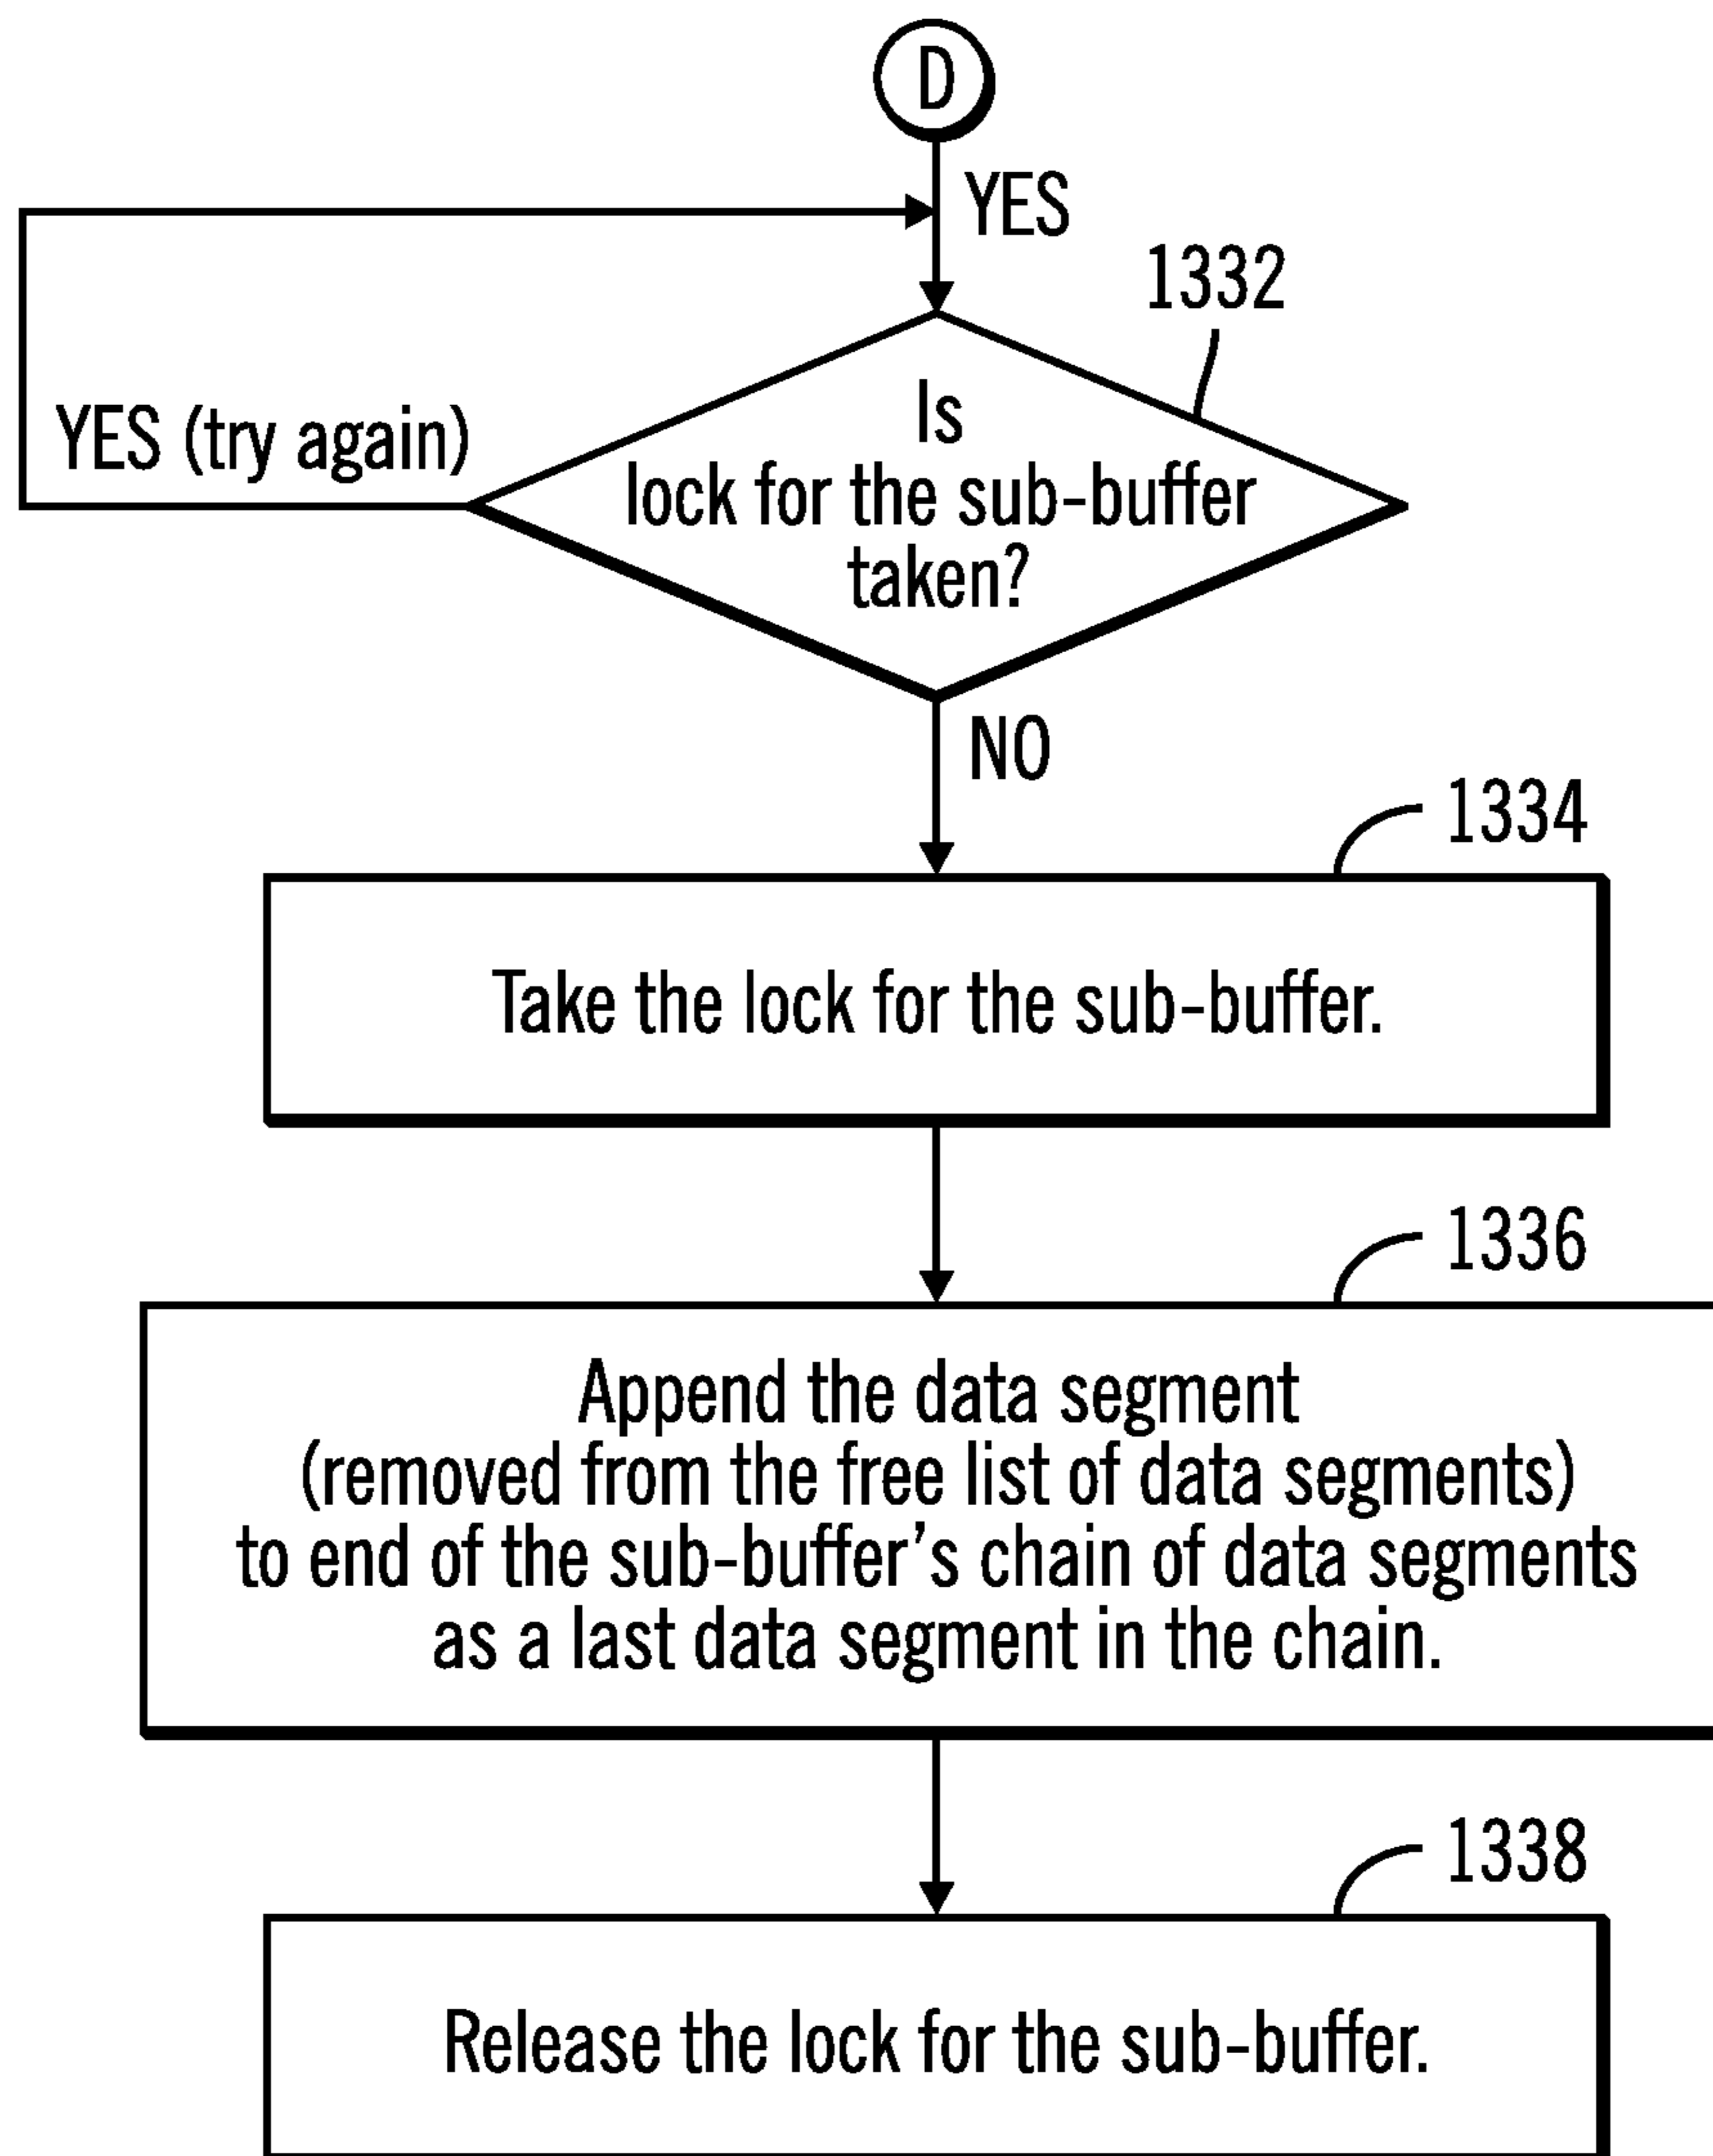 D
YES
1332
YES (try again)
Is
lock for the sub-buffer
taken?
NO
1334
Take the lock for the sub-buffer.
1336
Append the data segment
(removed from the free list of data segments)
to end of the sub-buffer's chain of data segments
as a last data segment in the chain.
1338
Release the lock for the sub-buffer.